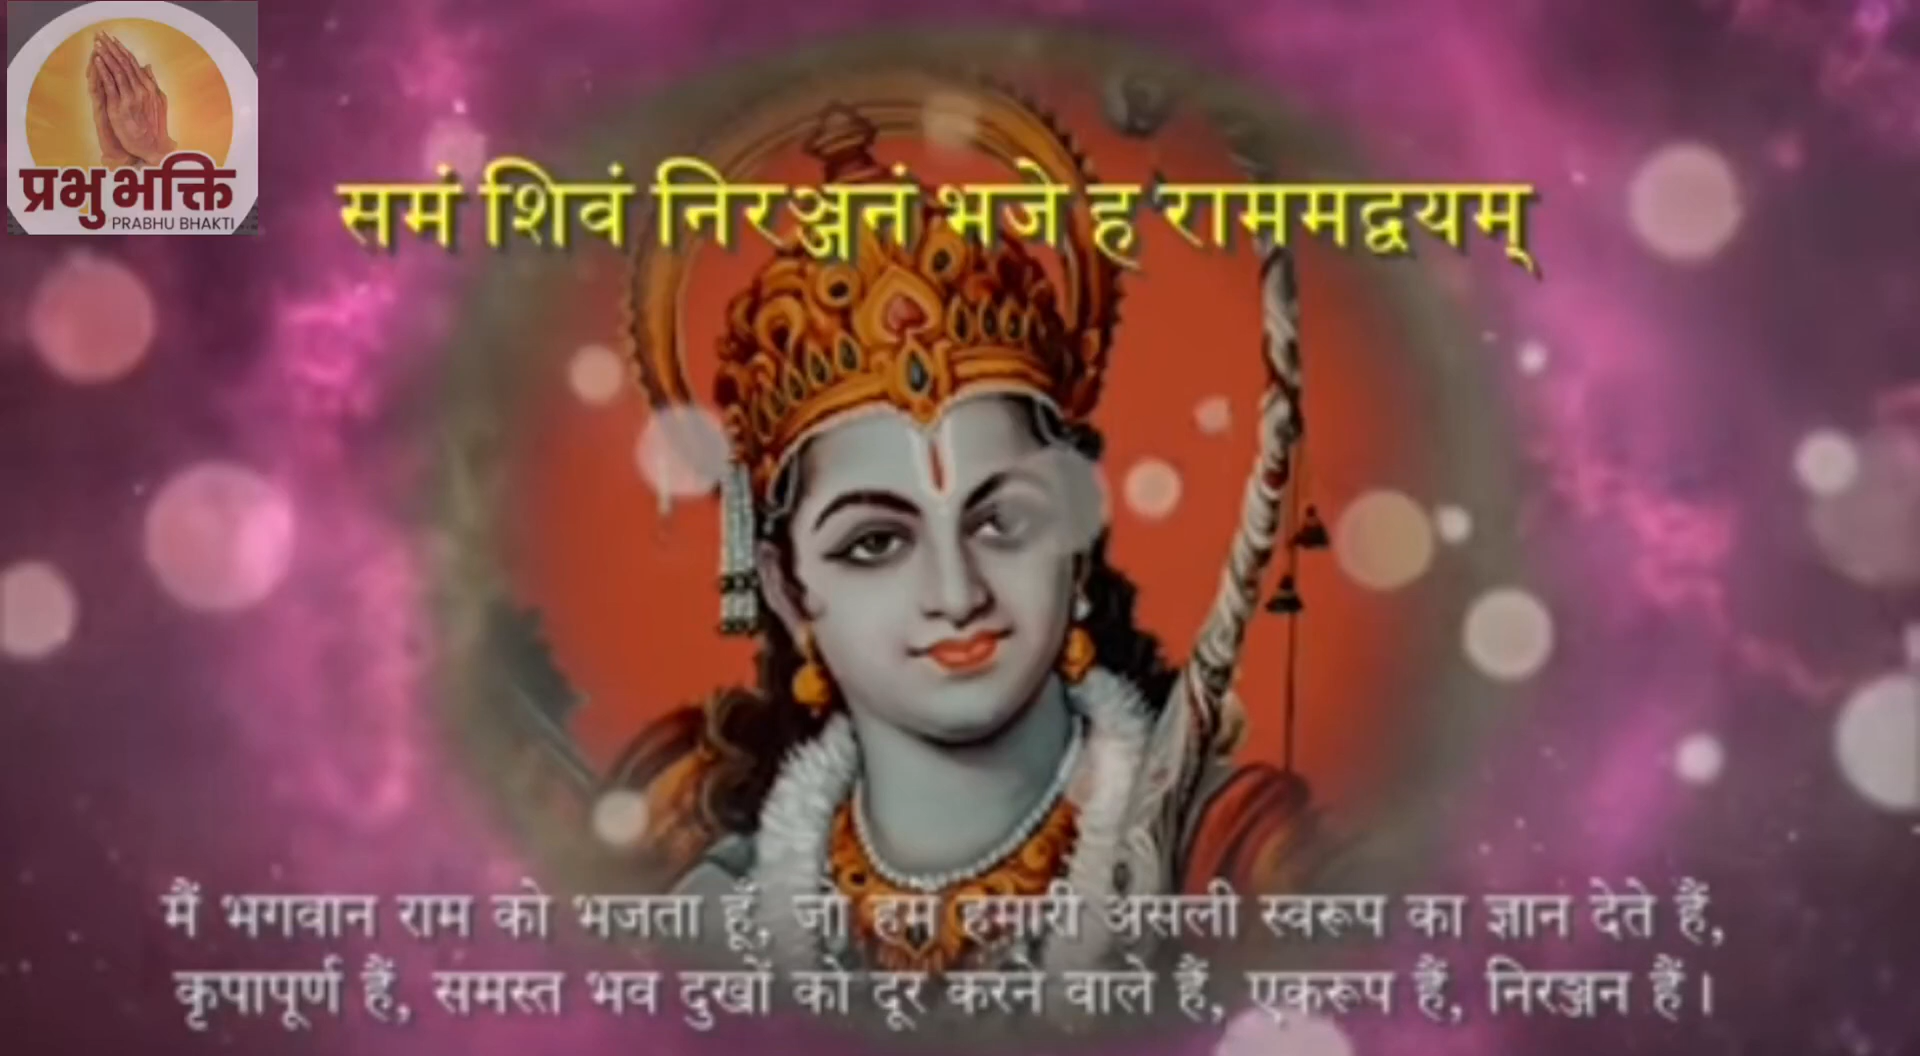 प्रभु भक्ति
PRABHU BHAKTI
समं शिवं निरञ्जनं भजे ह राममद्वयम्
मैं भगवान राम को भजता हूँ, जो हमें हमारी असली स्वरूप का ज्ञान देते हैं,
कृपापूर्ण हैं, समस्त भव दुखों को दूर करने वाले हैं, एकरूप हैं, निरञ्जन हैं।